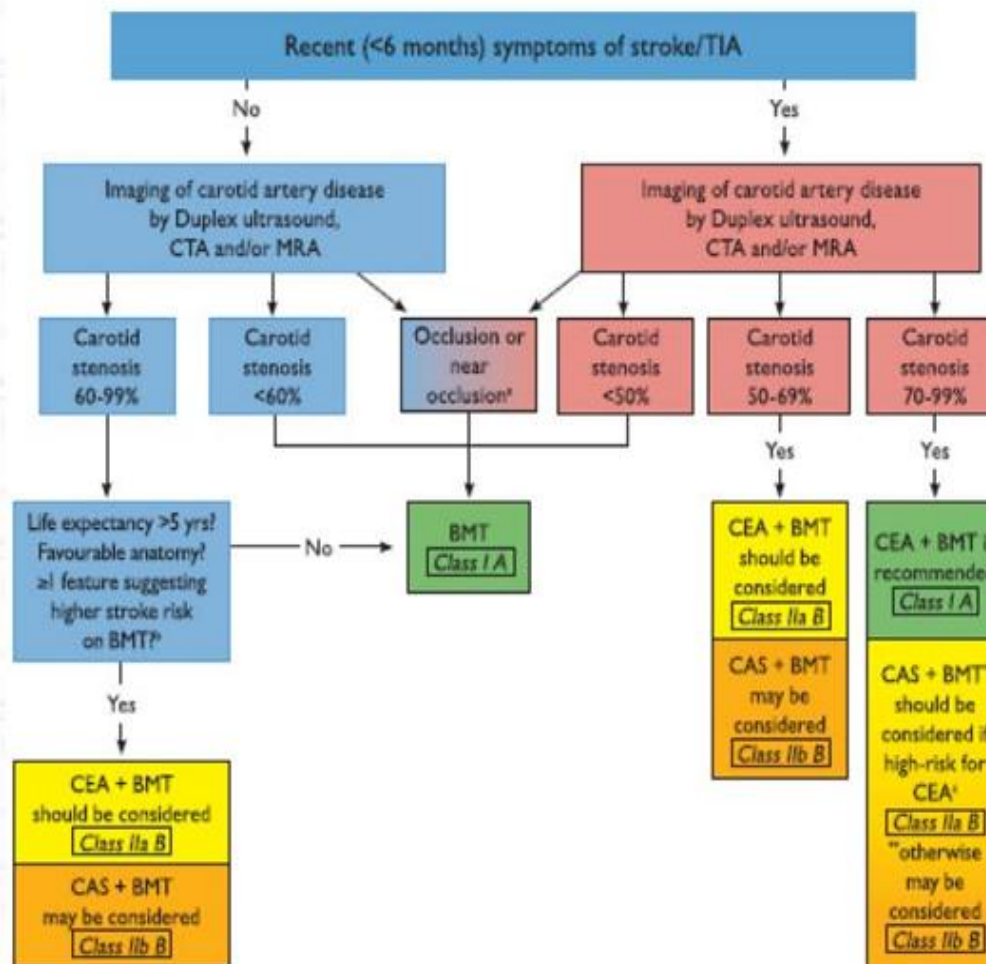 Recent (<6 months) symptoms of stroke/TIA
No
Yes
Imaging of carotid artery disease
by Duplex ultrasound,
CTA and/or MRA
Imaging of carotid artery disease
by Duplex ultrasound,
CTA and/or MRA
Carotid
stenosis
60-99%
Carotid
stenosis
<60%
Occlusion or
near
occlusionª
Carotid
stenosis
<50%
Carotid
stenosis
50-69%
Carotid
stenosis
70-99%
Yes
Yes
Life expectancy >5 yrs?
Favourable anatomy?
≥1 feature suggesting
higher stroke risk
on BMT?ᵇ
No
BMT
Class I A
CEA + BMT
should be
considered
Class IIa B
CAS + BMT
may be
considered
Class IIb B
CEA + BMT i
recommende
Class I A
CAS + BMT
should be
considered if
high-risk for
CEAᶜ
Class IIa B
"otherwise
may be
considered
Class IIb B
Yes
CEA + BMT
should be considered
Class IIa B
CAS + BMT
may be considered
Class IIb B